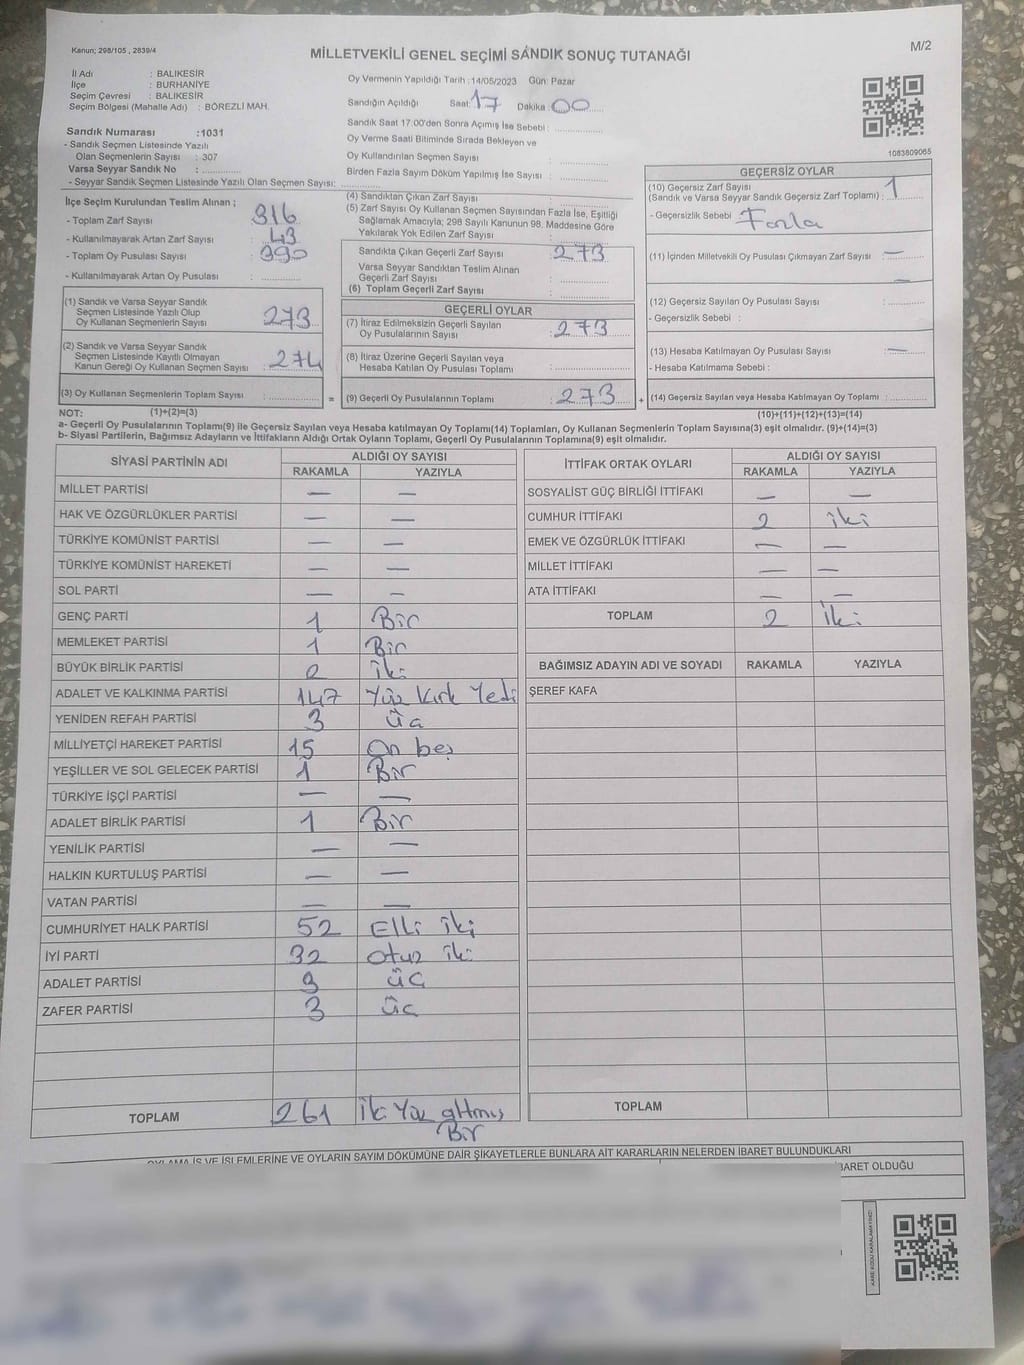 Kanun; 298/105 , 2839/4
MİLLETVEKİLİ GENEL SEÇİMİ SANDIK SONUÇ TUTANAĞI
M/2
İl Adı : BALIKESİR
İlçe : BURHANİYE
Seçim Çevresi : BALIKESİR
Seçim Bölgesi (Mahalle Adı) : BÖREZLİ MAH.
Oy Vermenin Yapıldığı Tarih :14/05/2023 Gün: Pazar
Sandığın Açıldığı Saat: 17 Dakika : 00
Sandık Saat 17:00'den Sonra Açımış İse Sebebi :
Oy Verme Saati Bitiminde Sırada Bekleyen ve
Oy Kullandırılan Seçmen Sayısı :
Birden Fazla Sayım Döküm Yapılmış İse Sayısı :
1083809065
Sandık Numarası :1031
- Sandık Seçmen Listesinde Yazılı
Olan Seçmenlerin Sayısı : 307
Varsa Seyyar Sandık No :
- Seyyar Sandık Seçmen Listesinde Yazılı Olan Seçmen Sayısı:
İlçe Seçim Kurulundan Teslim Alınan ;
- Toplam Zarf Sayısı : 316
- Kullanılmayarak Artan Zarf Sayısı : 43
- Toplam Oy Pusulası Sayısı : 390
- Kullanılmayarak Artan Oy Pusulası :
(1) Sandık ve Varsa Seyyar Sandık
Seçmen Listesinde Yazılı Olup
Oy Kullanan Seçmenlerin Sayısı : 273
(2) Sandık ve Varsa Seyyar Sandık
Seçmen Listesinde Kayıtlı Olmayan
Kanun Gereği Oy Kullanan Seçmen Sayısı : 274
(3) Oy Kullanan Seçmenlerin Toplam Sayısı : =
(4) Sandıktan Çıkan Zarf Sayısı :
(5) Zarf Sayısı Oy Kullanan Seçmen Sayısından Fazla İse, Eşitliği
Sağlamak Amacıyla; 298 Sayılı Kanunun 98. Maddesine Göre
Yakılarak Yok Edilen Zarf Sayısı :
Sandıkta Çıkan Geçerli Zarf Sayısı : 273
Varsa Seyyar Sandıktan Teslim Alınan
Geçerli Zarf Sayısı :
(6) Toplam Geçerli Zarf Sayısı :
GEÇERLİ OYLAR
(7) İtiraz Edilmeksizin Geçerli Sayılan
Oy Pusulalarının Sayısı : 273
(8) İtiraz Üzerine Geçerli Sayılan veya
Hesaba Katılan Oy Pusulası Toplamı :
(9) Geçerli Oy Pusulalarının Toplamı : 273 +
GEÇERSİZ OYLAR
(10) Geçersiz Zarf Sayısı
(Sandık ve Varsa Seyyar Sandık Geçersiz Zarf Toplamı) : 1
- Geçersizlik Sebebi : Fazla
(11) İçinden Milletvekili Oy Pusulası Çıkmayan Zarf Sayısı : —
—
(12) Geçersiz Sayılan Oy Pusulası Sayısı :
- Geçersizlik Sebebi :
(13) Hesaba Katılmayan Oy Pusulası Sayısı : —
- Hesaba Katılmama Sebebi :
(14) Geçersiz Sayılan veya Hesaba Katılmayan Oy Toplamı :
NOT: (1)+(2)=(3)
(10)+(11)+(12)+(13)=(14)
a- Geçerli Oy Pusulalarının Toplamı(9) ile Geçersiz Sayılan veya Hesaba katılmayan Oy Toplamı(14) Toplamları, Oy Kullanan Seçmenlerin Toplam Sayısına(3) eşit olmalıdır. (9)+(14)=(3)
b- Siyasi Partilerin, Bağımsız Adayların ve İttifakların Aldığı Ortak Oyların Toplamı, Geçerli Oy Pusulalarının Toplamına(9) eşit olmalıdır.
SİYASİ PARTİNİN ADI ALDIĞI OY SAYISI
RAKAMLA YAZIYLA
MİLLET PARTİSİ — —
HAK VE ÖZGÜRLÜKLER PARTİSİ — —
TÜRKİYE KOMÜNİST PARTİSİ — —
TÜRKİYE KOMÜNİST HAREKETİ — —
SOL PARTİ — —
GENÇ PARTİ 1 Bir
MEMLEKET PARTİSİ 1 Bir
BÜYÜK BİRLİK PARTİSİ 2 iki
ADALET VE KALKINMA PARTİSİ 147 Yüz Kırk Yedi
YENİDEN REFAH PARTİSİ 3 üç
MİLLİYETÇİ HAREKET PARTİSİ 15 On beş
YEŞİLLER VE SOL GELECEK PARTİSİ 1 Bir
TÜRKİYE İŞÇİ PARTİSİ — —
ADALET BİRLİK PARTİSİ 1 Bir
YENİLİK PARTİSİ — —
HALKIN KURTULUŞ PARTİSİ — —
VATAN PARTİSİ — —
CUMHURİYET HALK PARTİSİ 52 Elli iki
İYİ PARTİ 32 otuz iki
ADALET PARTİSİ 3 üç
ZAFER PARTİSİ 3 üç
TOPLAM 261 İki Yüz altmış
Bir
İTTİFAK ORTAK OYLARI ALDIĞI OY SAYISI
RAKAMLA YAZIYLA
SOSYALİST GÜÇ BİRLİĞİ İTTİFAKI — —
CUMHUR İTTİFAKI 2 iki
EMEK VE ÖZGÜRLÜK İTTİFAKI — —
MİLLET İTTİFAKI — —
ATA İTTİFAKI — —
TOPLAM 2 İki
BAĞIMSIZ ADAYIN ADI VE SOYADI RAKAMLA YAZIYLA
ŞEREF KAFA
TOPLAM
OYLAMA İŞ VE İŞLEMLERİNE VE OYLARIN SAYIM DÖKÜMÜNE DAİR ŞİKAYETLERLE BUNLARA AİT KARARLARIN NELERDEN İBARET BULUNDUKLARI
İBARET OLDUĞU
KARE KODU KARALAMAYINIZ!